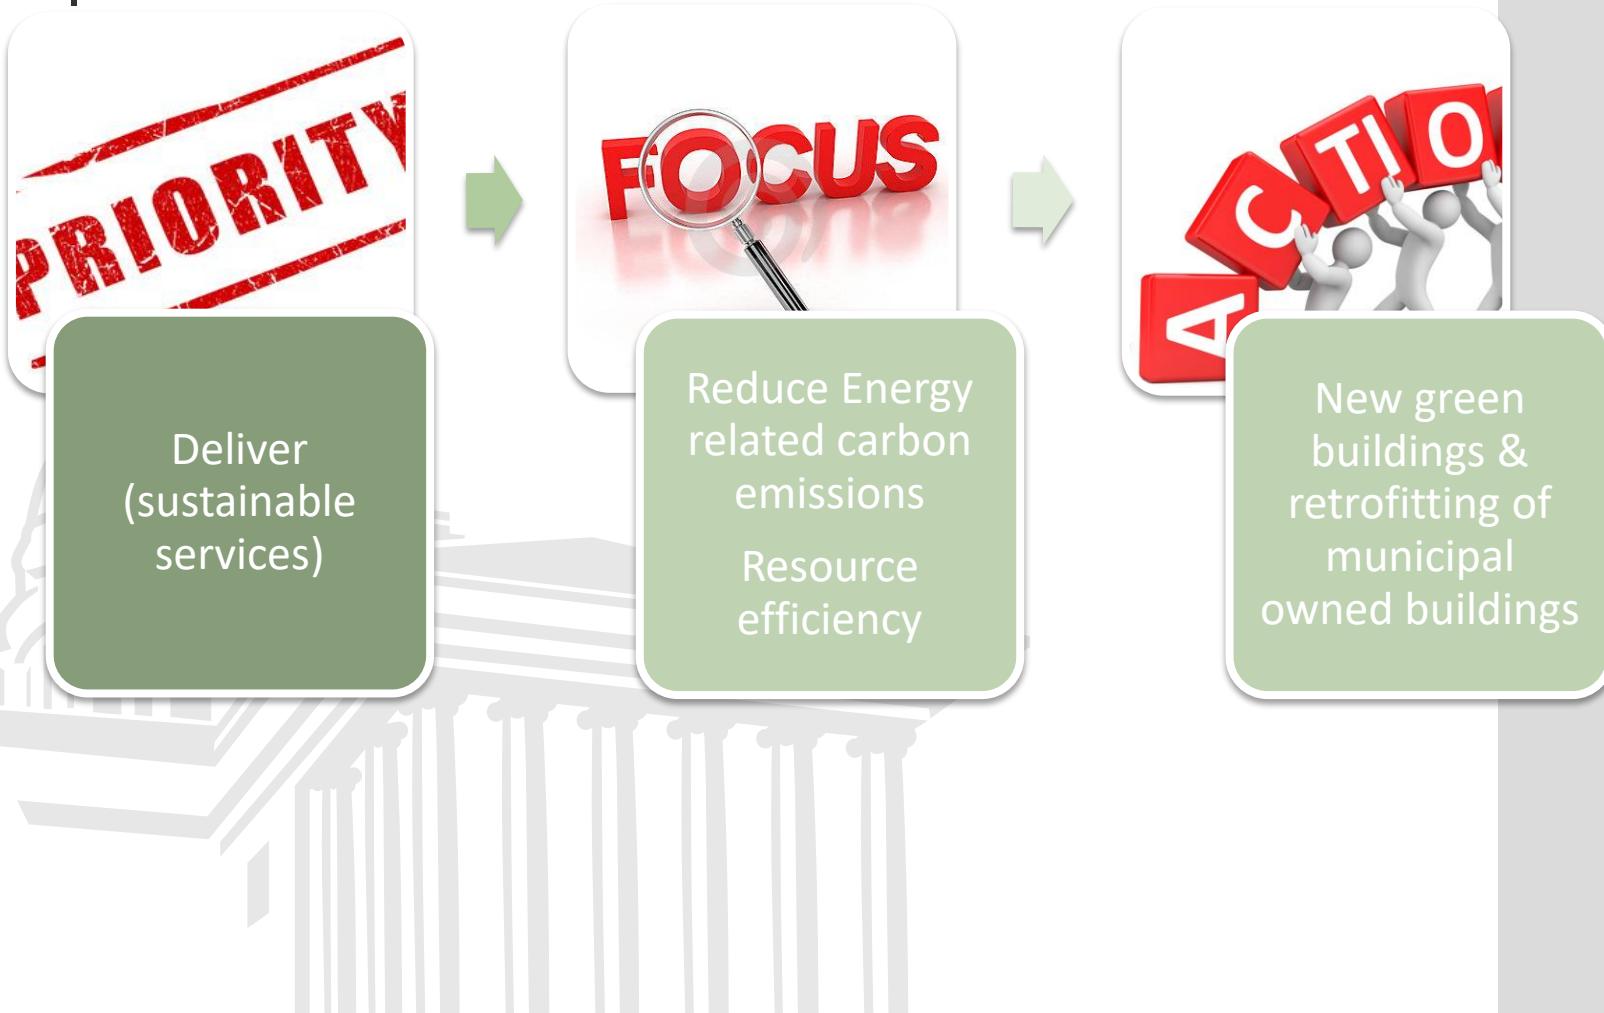 PRIORITY
Deliver
(sustainable
services)
FOCUS
Reduce Energy
related carbon
emissions
Resource
efficiency
ACTIO
New green
buildings &
retrofitting of
municipal
owned buildings